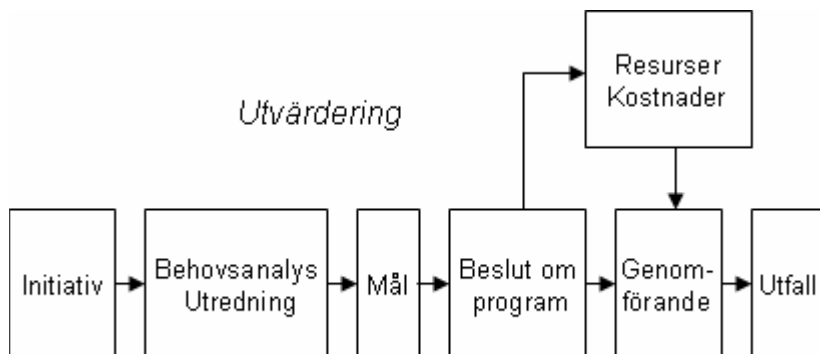 Resurser
Kostnader
Utvärdering
Initiativ
Behovsanalys
Utredning
Mål
Beslut om
program
Genom-
förande
Utfall